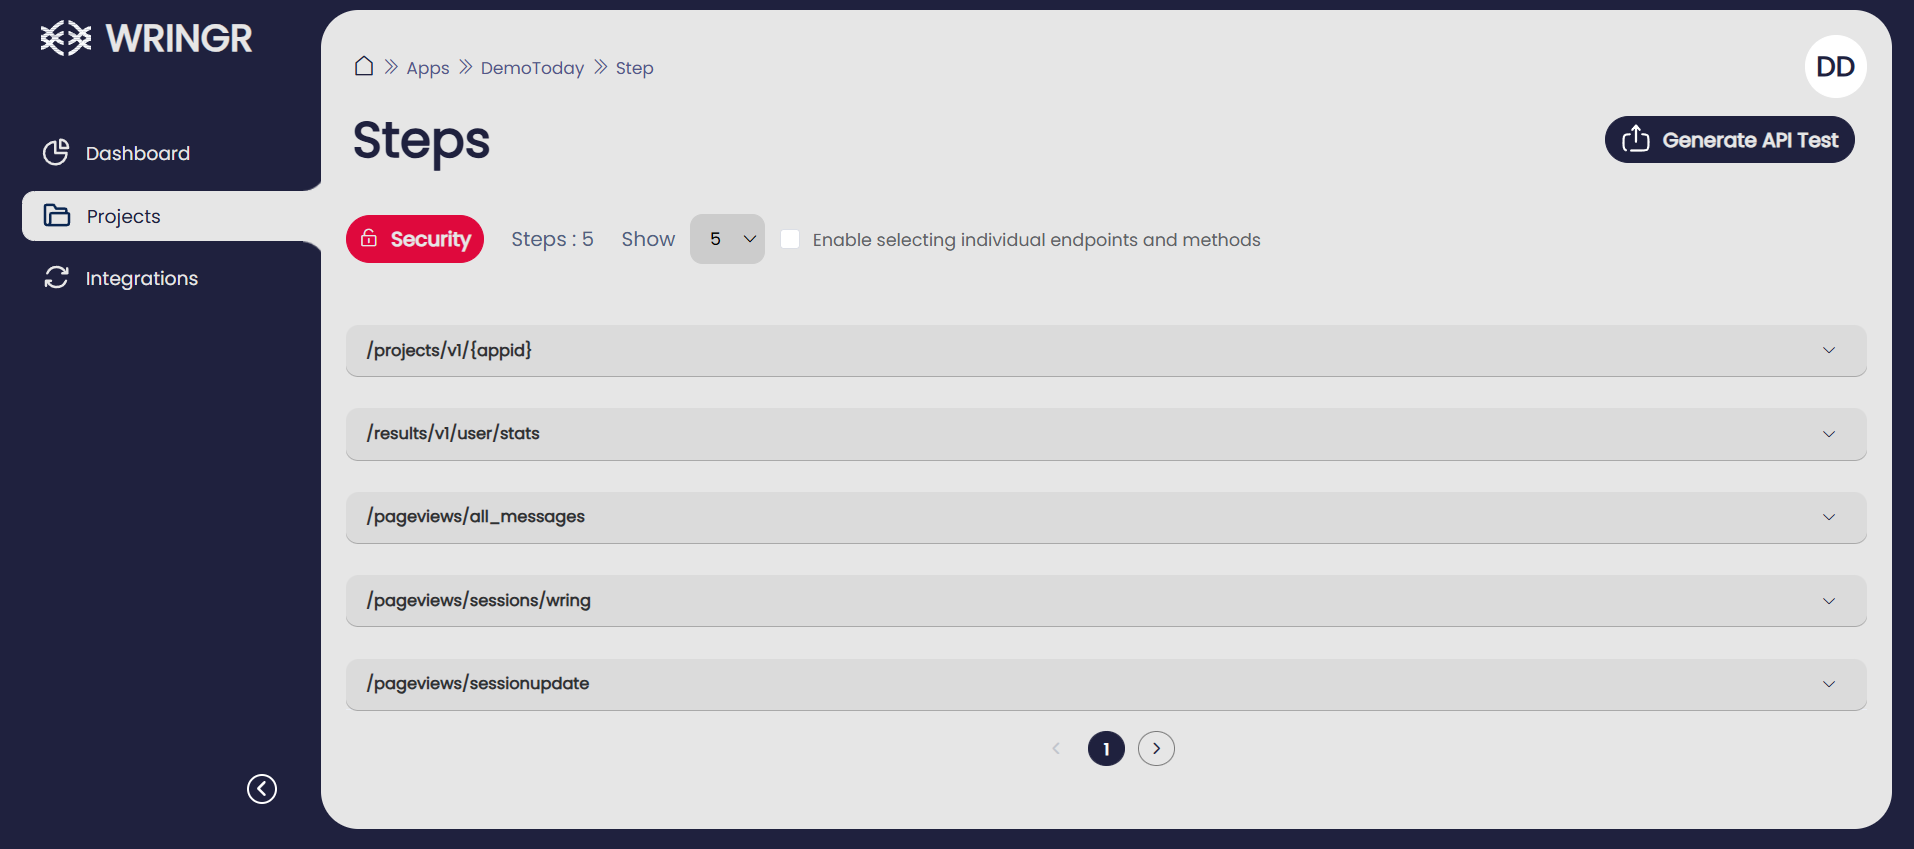 WRINGR
Apps DemoToday Step
DD
Steps
Generate API Test
Dashboard
Projects
Integrations
Security Steps : 5 Show 5 Enable selecting individual endpoints and methods
/projects/v1/{appid}
/results/v1/user/stats
/pageviews/all_messages
/pageviews/sessions/wring
/pageviews/sessionupdate
1